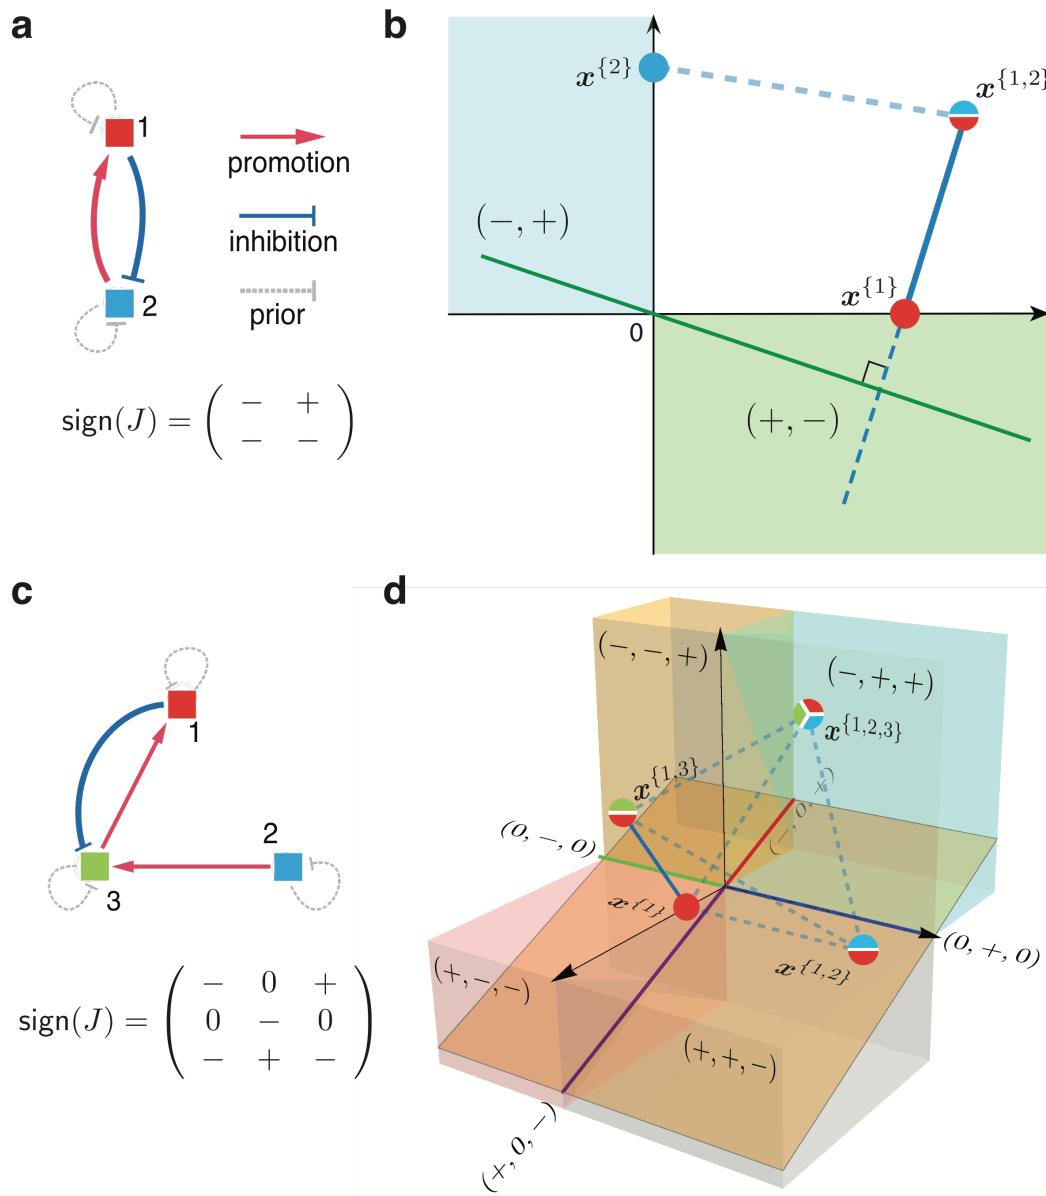 a
1
2
promotion
inhibition
prior
sign(J) = ( − +
− − )
b
x^{2}
x^{1,2}
(−, +)
x^{1}
0
(+, −)
c
1
2
3
sign(J) = ( − 0 +
0 − 0
− + − )
d
(−, −, +)
(−, +, +)
x^{1,2,3}
x^{1,3}
(−, 0, +)
(0, −, 0)
x^{1}
(0, +, 0)
x^{1,2}
(+, −, −)
(+, +, −)
(+, 0, −)